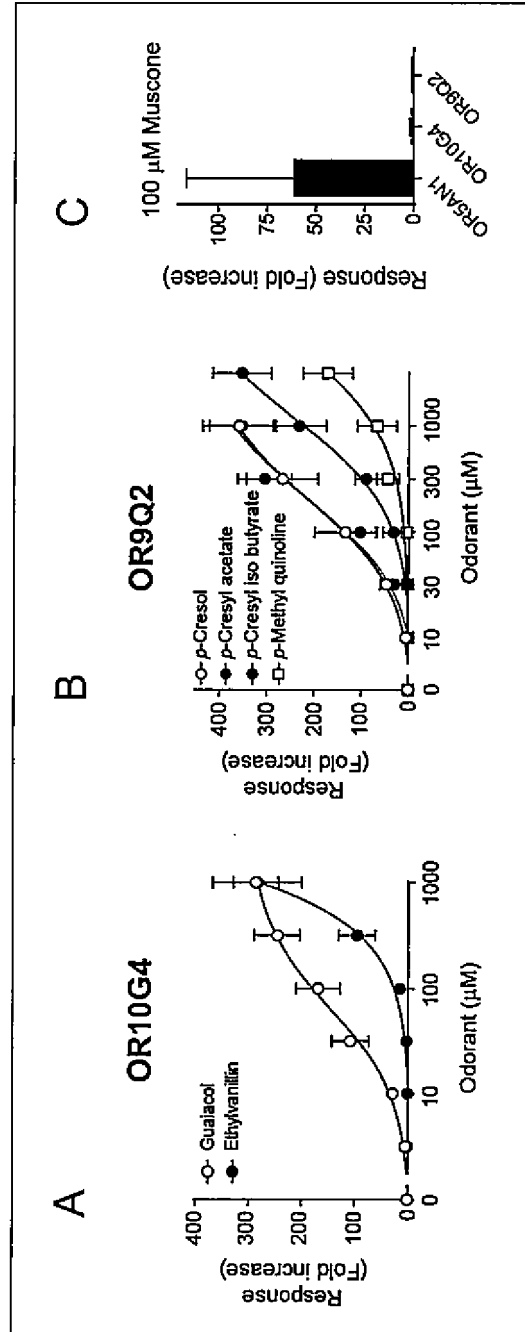 A
OR10G4
Response
(Fold increase)
400
300
200
100
0
Guaiacol
Ethylvanillin
0
10
100
1000
Odorant (µM)
B
OR9Q2
Response
(Fold increase)
400
300
200
100
0
p-Cresol
p-Cresyl acetate
p-Cresyl iso butyrate
p-Methyl quinoline
0
10
30
100
300
1000
Odorant (µM)
C
100 µM Muscone
Response (Fold increase)
100
75
50
25
0
OR5AN1
OR10G4
OR9Q2